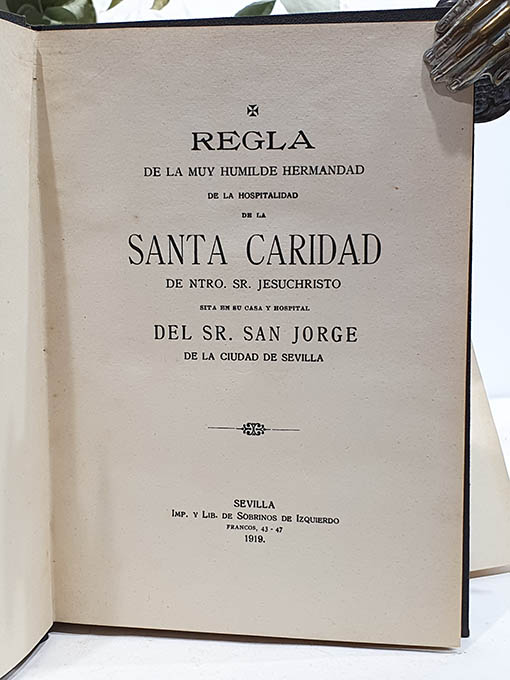 ✠
REGLA
DE LA MUY HUMILDE HERMANDAD
DE LA HOSPITALIDAD
DE LA
SANTA CARIDAD
DE NTRO. SR. JESUCHRISTO
SITA EN SU CASA Y HOSPITAL
DEL SR. SAN JORGE
DE LA CIUDAD DE SEVILLA
SEVILLA
IMP. Y LIB. DE SOBRINOS DE IZQUIERDO
FRANCOS, 43 - 47
1919.